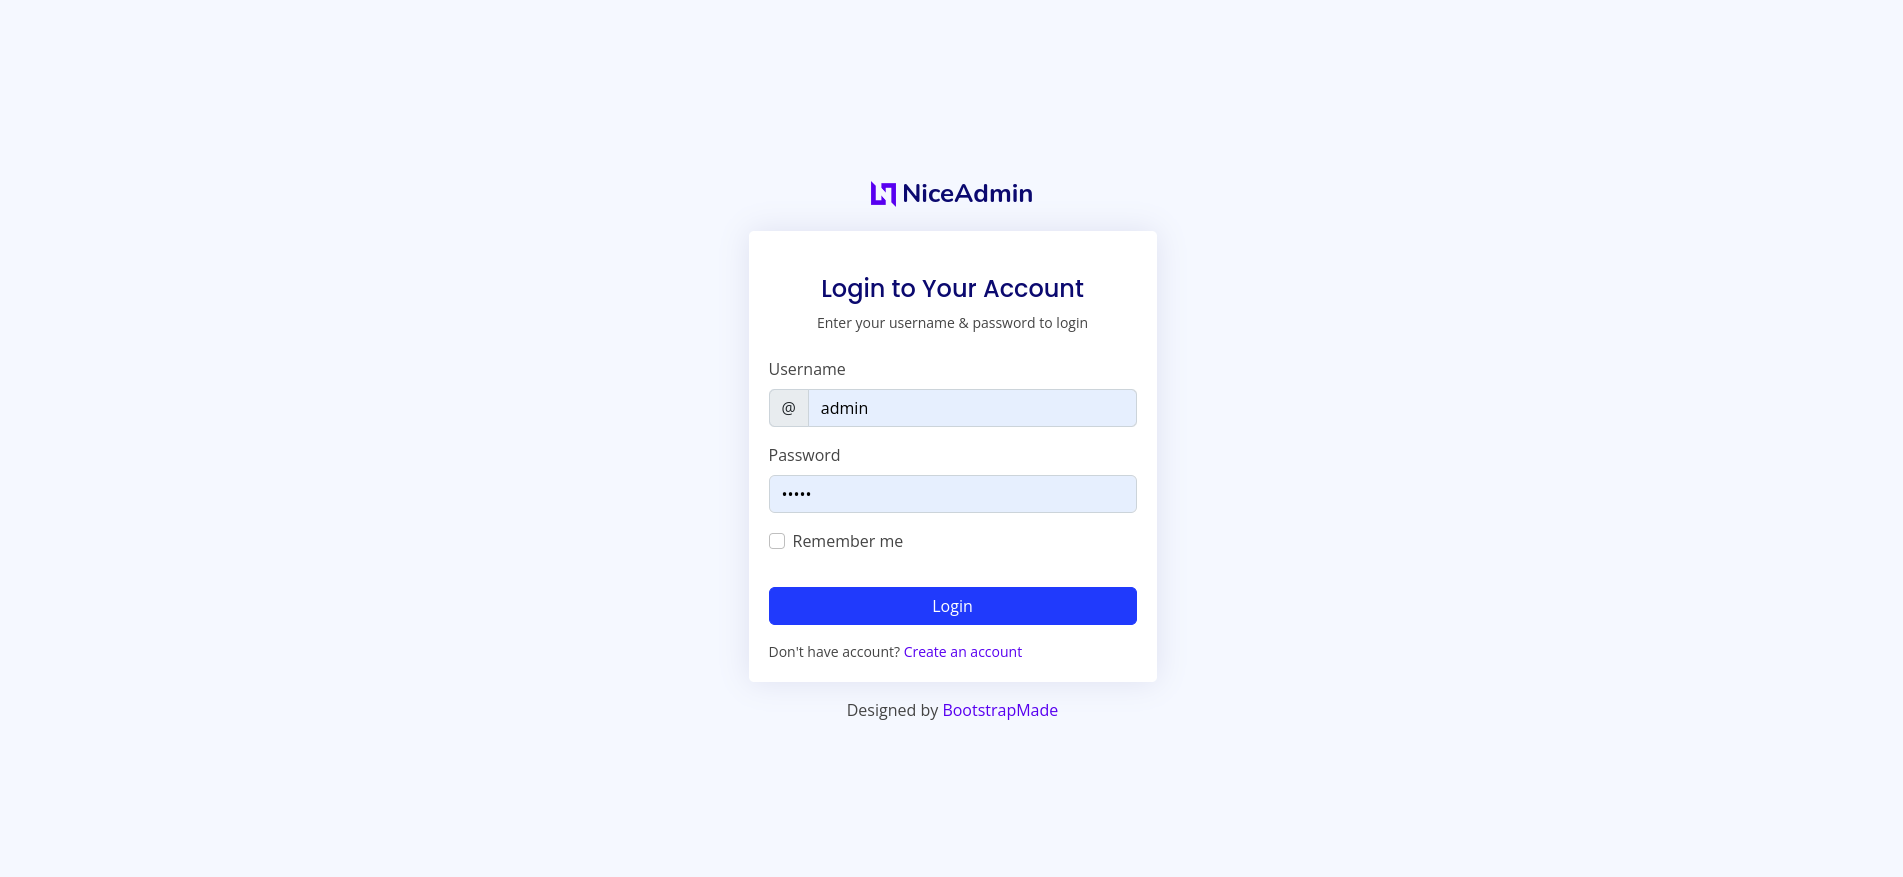 NiceAdmin
Login to Your Account
Enter your username & password to login
Username
@ admin
Password
•••••
Remember me
Login
Don't have account? Create an account
Designed by BootstrapMade